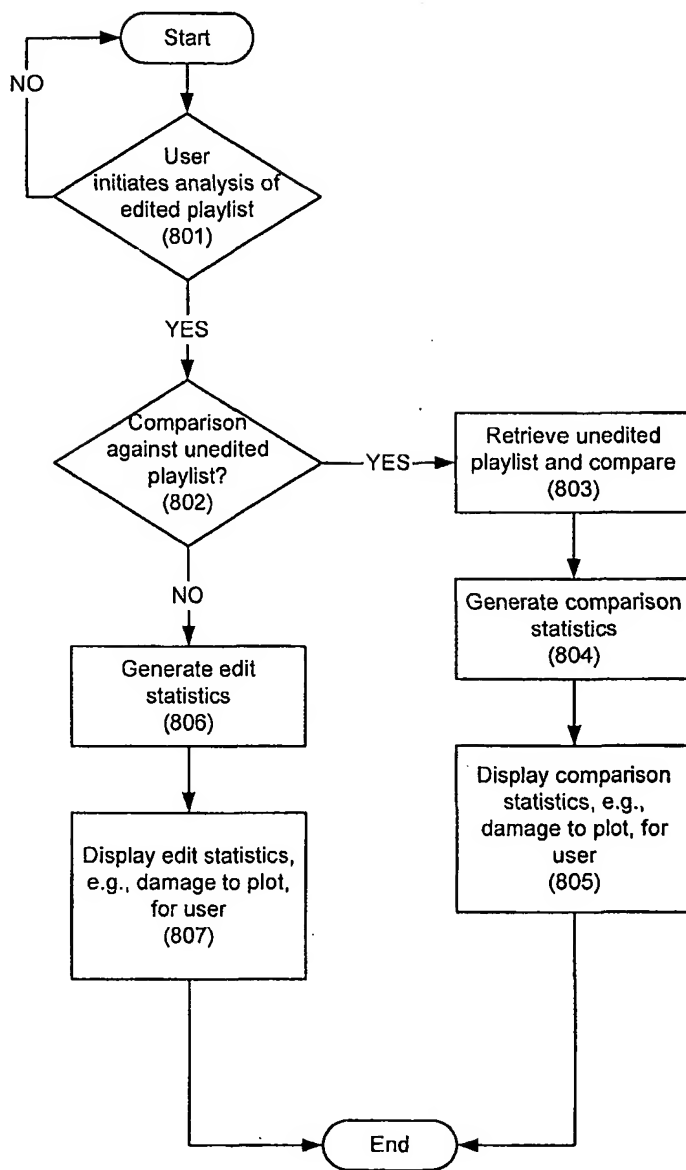 Start
NO
User
initiates analysis of
edited playlist
(801)
YES
Comparison
against unedited
playlist?
(802)
YES
Retrieve unedited
playlist and compare
(803)
NO
Generate comparison
statistics
(804)
Generate edit
statistics
(806)
Display comparison
statistics, e.g.,
damage to plot, for
user
(805)
Display edit statistics,
e.g., damage to plot,
for user
(807)
End